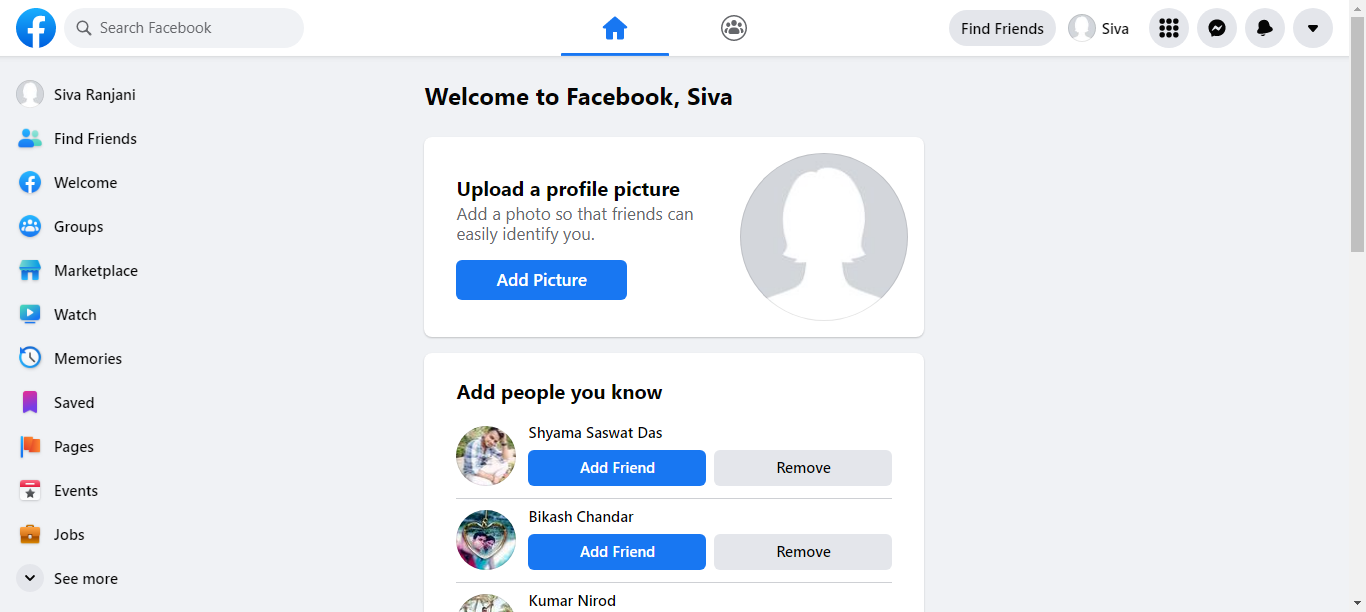 Search Facebook
Find Friends
Siva
Siva Ranjani
Find Friends
Welcome
Groups
Marketplace
Watch
Memories
Saved
Pages
Events
Jobs
See more
Welcome to Facebook, Siva
Upload a profile picture
Add a photo so that friends can
easily identify you.
Add Picture
Add people you know
Shyama Saswat Das
Add Friend Remove
Bikash Chandar
Add Friend Remove
Kumar Nirod